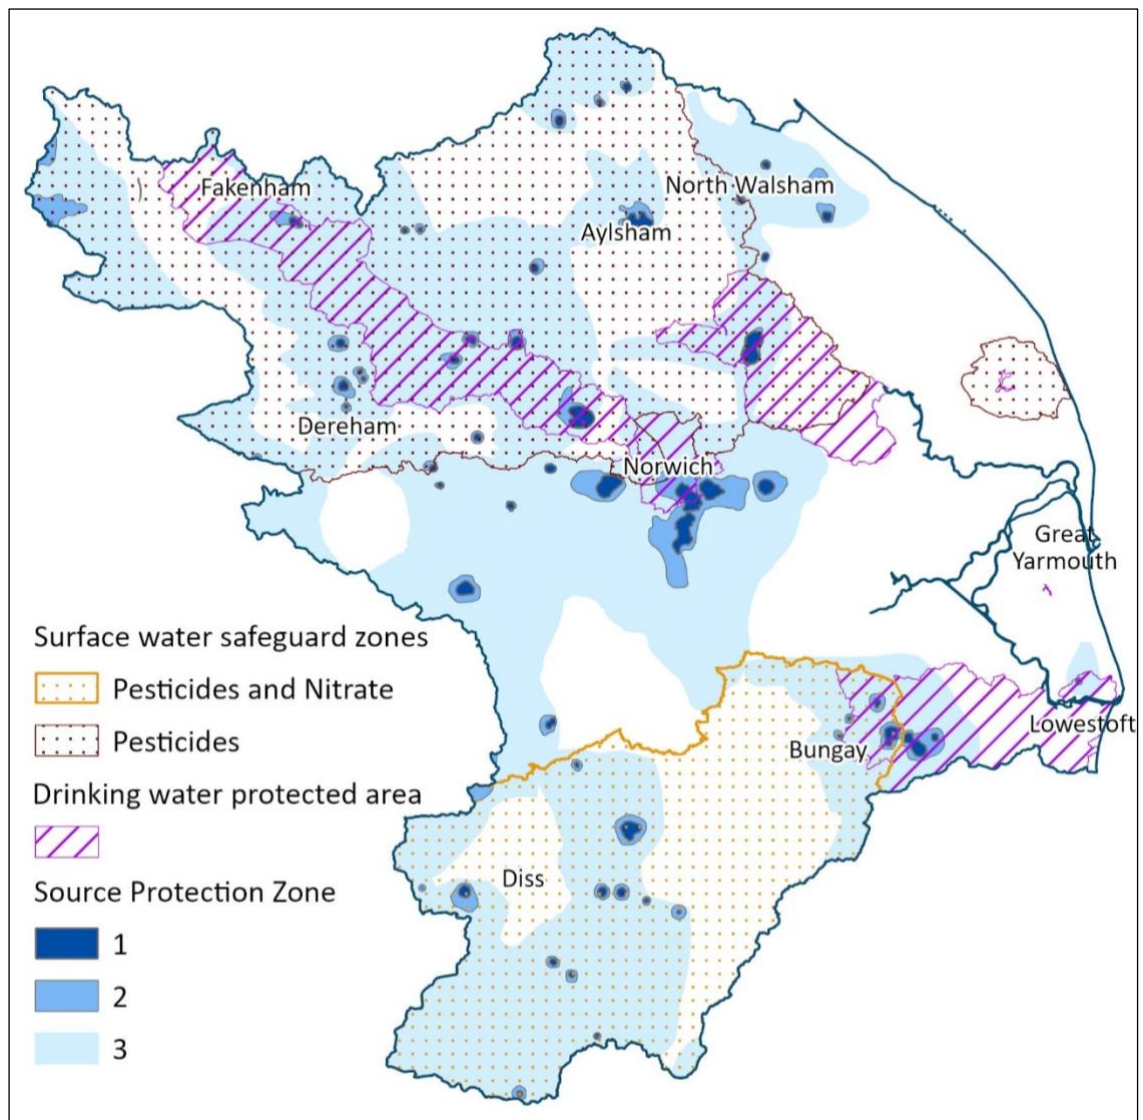 Fakenham
North Walsham
Aylsham
Dereham
Norwich
Great
Yarmouth
Surface water safeguard zones
Pesticides and Nitrate
Pesticides
Drinking water protected area
Source Protection Zone
1
2
3
Lowestoft
Bungay
Diss